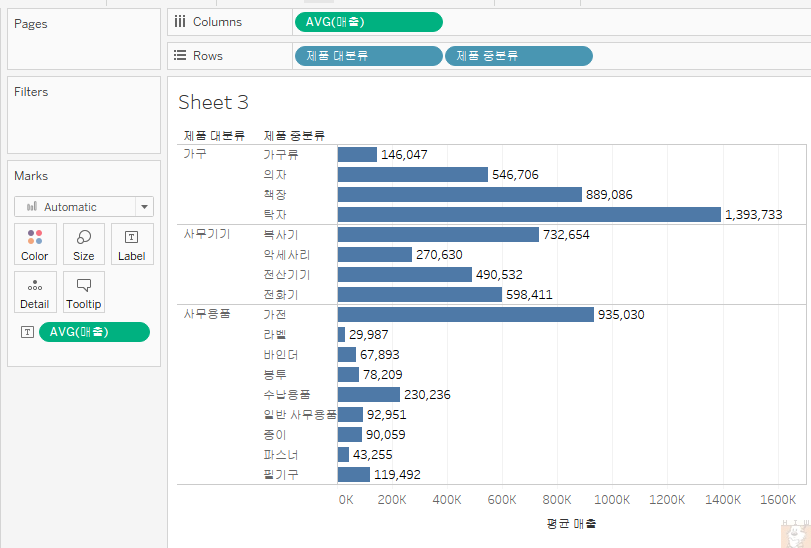 Pages
Columns
AVG(매출)
Rows
제품 대분류
제품 중분류
Filters
Marks
Automatic
Color
Size
Label
Detail
Tooltip
AVG(매출)
Sheet 3
제품 대분류 제품 중분류
가구 가구류 146,047
의자 546,706
책장 889,086
탁자 1,393,733
사무기기 복사기 732,654
악세사리 270,630
전산기기 490,532
전화기 598,411
사무용품 가전 935,030
라벨 29,987
바인더 67,893
봉투 78,209
수납용품 230,236
일반 사무용품 92,951
종이 90,059
파스너 43,255
필기구 119,492
0K 200K 400K 600K 800K 1000K 1200K 1400K 1600K
평균 매출